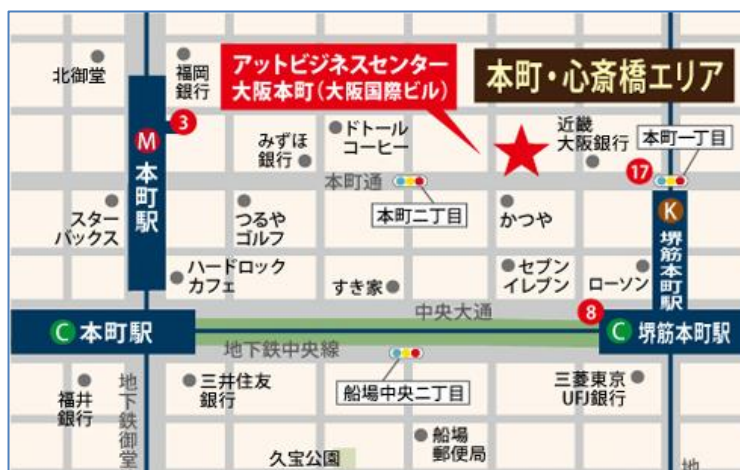 北御堂
福岡
銀行
アットビジネスセンター
大阪本町(大阪国際ビル)
本町・心斎橋エリア
M
本町駅
3
みずほ
銀行
ドトール
コーヒー
近畿
大阪銀行
本町一丁目
17
本町通
本町二丁目
K
堺筋本町駅
スター
バックス
つるや
ゴルフ
かつや
ハードロック
カフェ
すき家
セブン
イレブン
ローソン
中央大通
8
C 本町駅
C 堺筋本町駅
地下鉄中央線
福井
銀行
地下鉄御堂
三井住友
銀行
船場中央二丁目
三菱東京
UFJ銀行
船場
郵便局
久宝公園
地